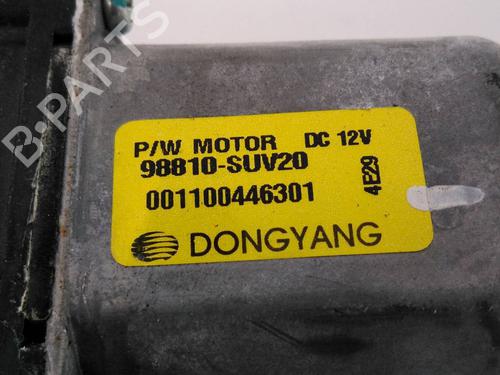 B-PARTS
P/W MOTOR DC 12V
98810-SUV20
001100446301
4E29
DONGYANG